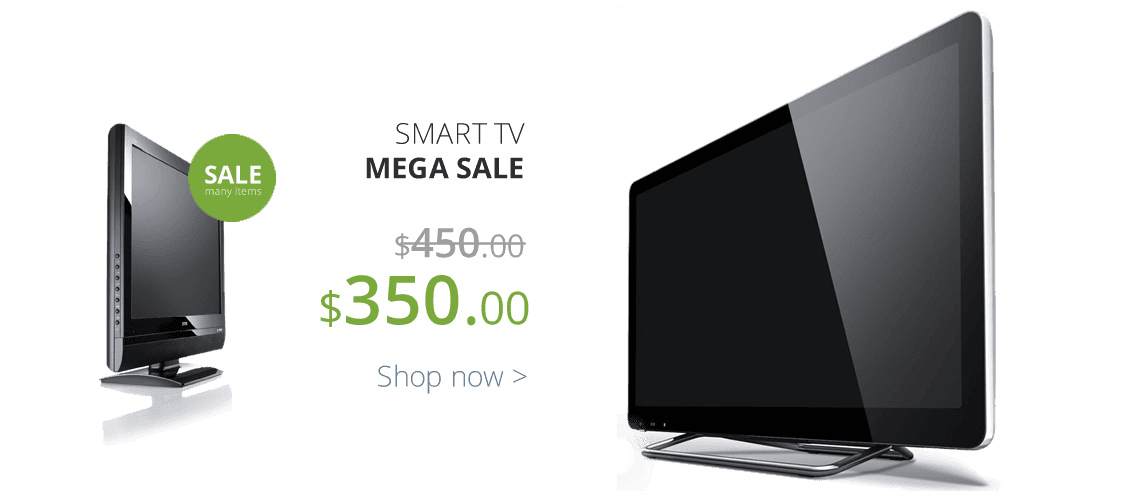 SALE
many items
SMART TV
MEGA SALE
$450.00
$350.00
Shop now >